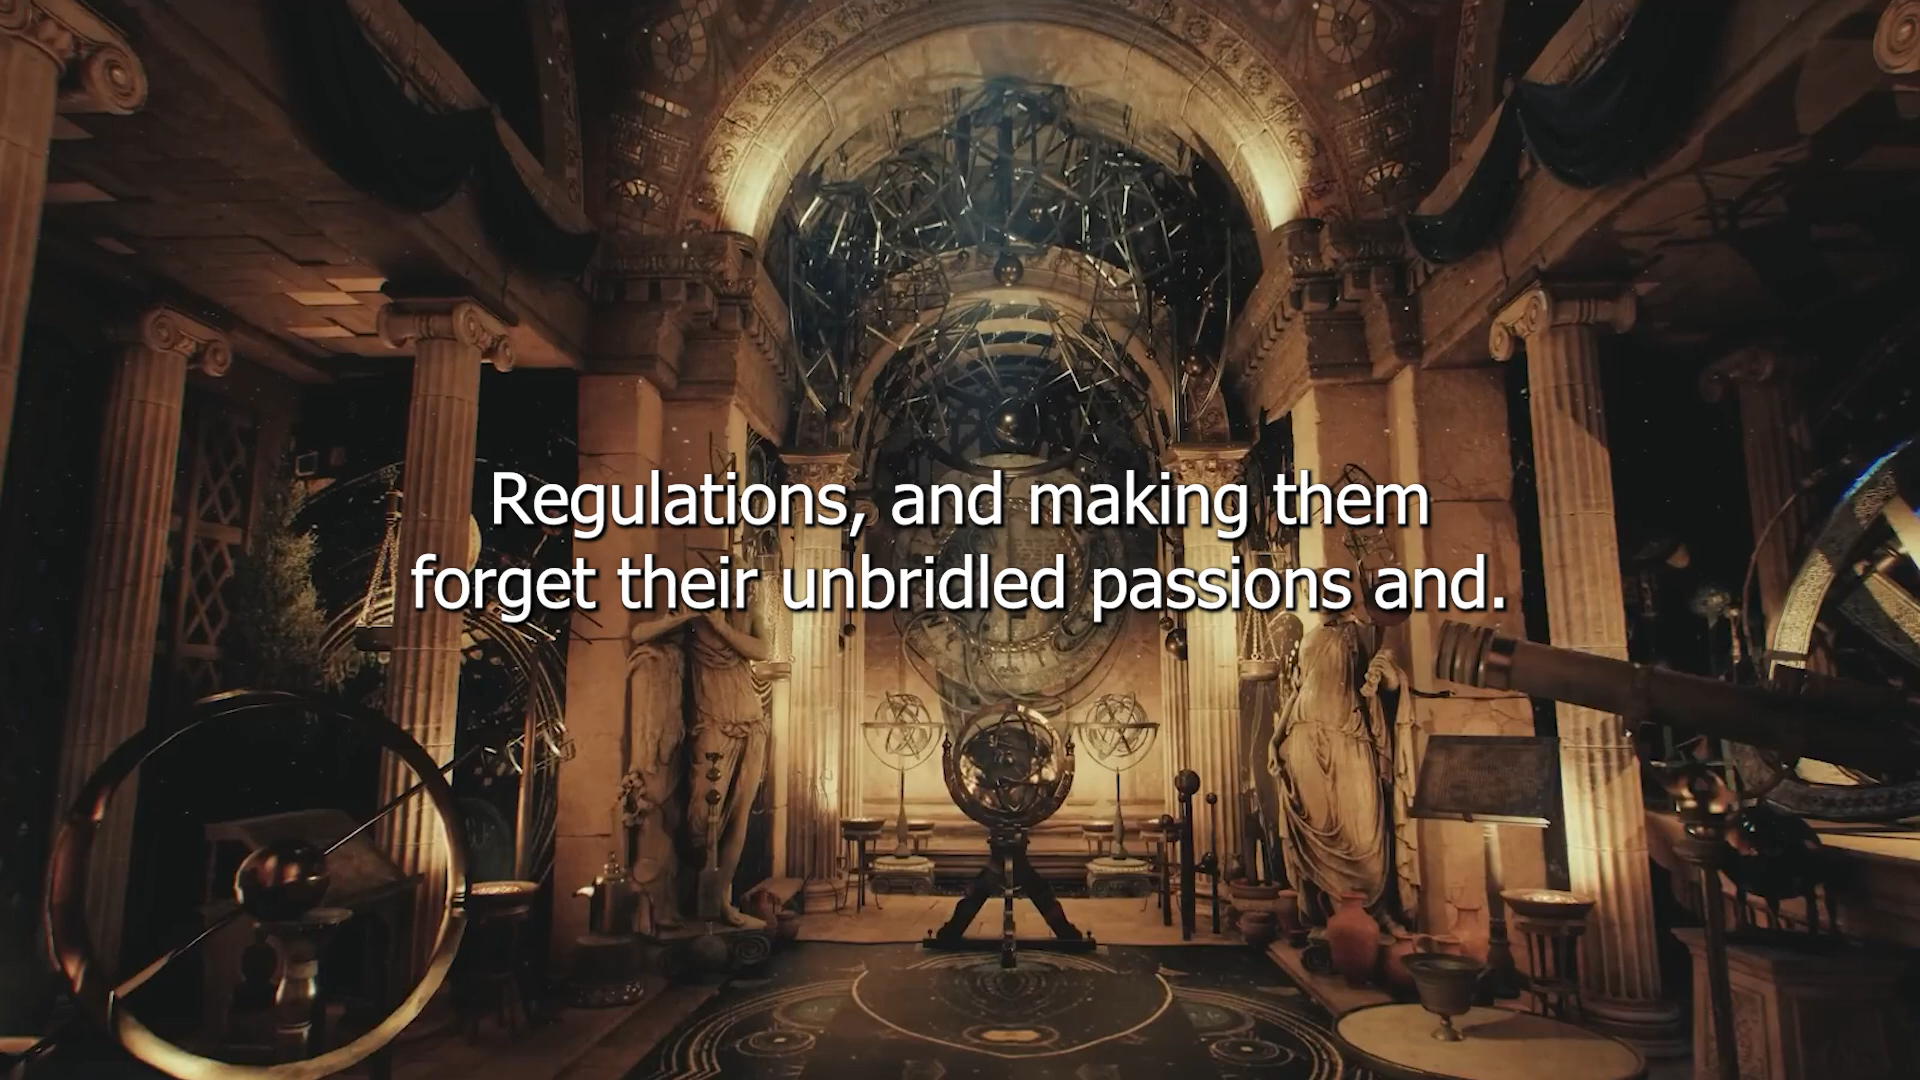 Regulations, and making them
forget their unbridled passions and.